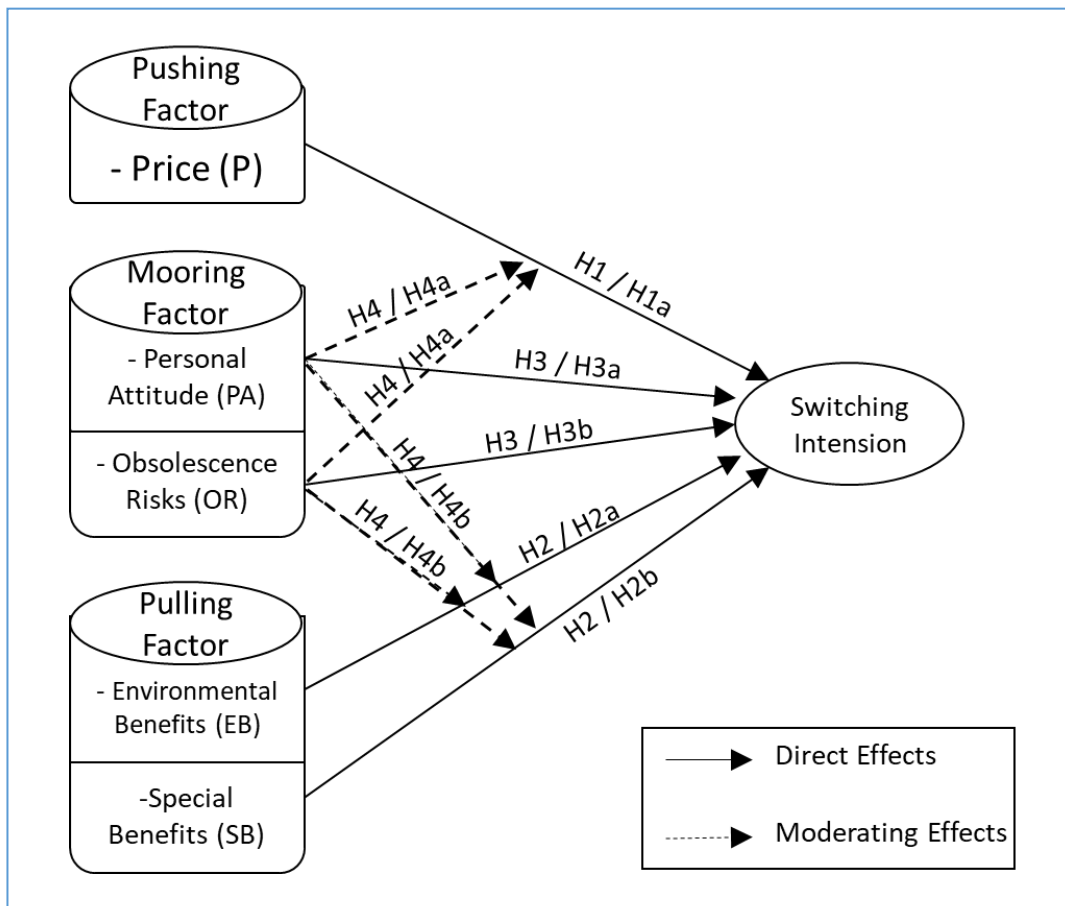 Pushing
Factor
- Price (P)
Mooring
Factor
- Personal
Attitude (PA)
- Obsolescence
Risks (OR)
Pulling
Factor
- Environmental
Benefits (EB)
-Special
Benefits (SB)
H1 / H1a
H4 / H4a
H4 / H4a
H3 / H3a
H3 / H3b
H4 / H4b
H4 / H4b
H2 / H2a
H2 / H2b
Switching
Intension
Direct Effects
Moderating Effects